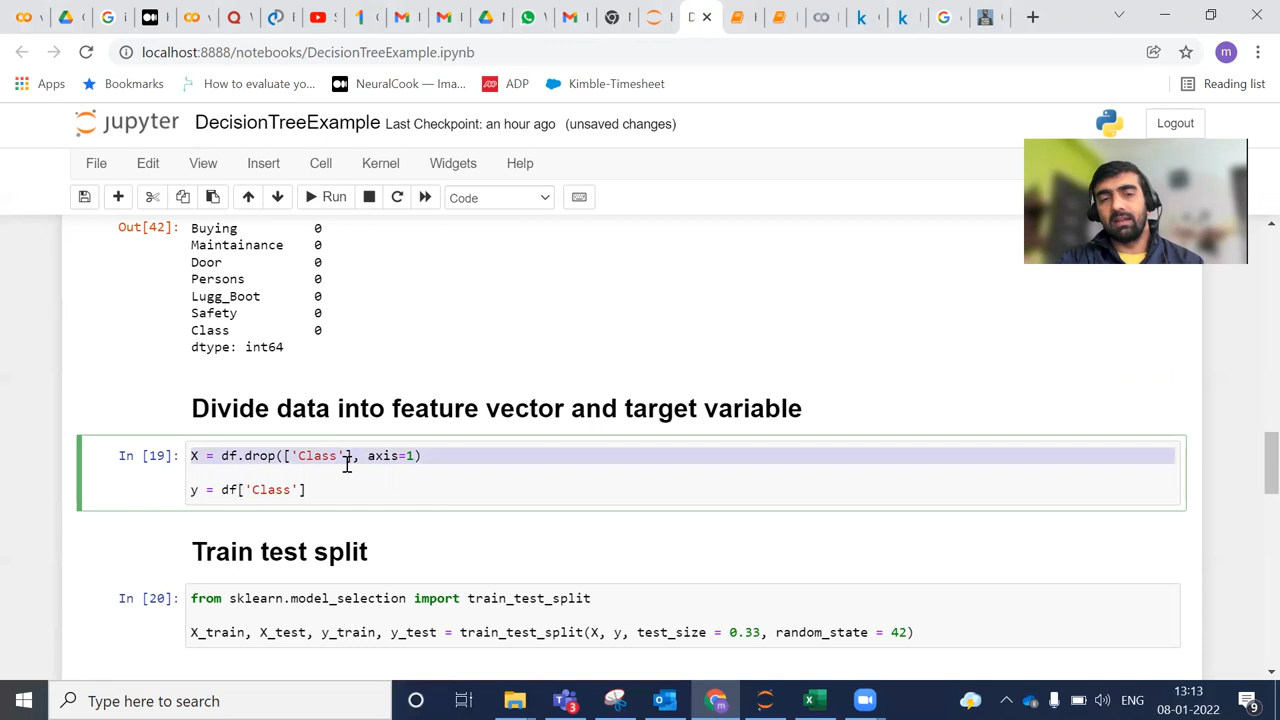 localhost:8888/notebooks/DecisionTreeExample.ipynb
m
Apps
Bookmarks
How to evaluate yo...
NeuralCook — Ima...
ADP
Kimble-Timesheet
Reading list
jupyter
DecisionTreeExample Last Checkpoint: an hour ago (unsaved changes)
Logout
File Edit View Insert Cell Kernel Widgets Help
Run
Code
Out[42]:
Buying 0
Maintainance 0
Door 0
Persons 0
Lugg_Boot 0
Safety 0
Class 0
dtype: int64
Divide data into feature vector and target variable
In [19]:
X = df.drop(['Class'], axis=1)
y = df['Class']
Train test split
In [20]:
from sklearn.model_selection import train_test_split
X_train, X_test, y_train, y_test = train_test_split(X, y, test_size = 0.33, random_state = 42)
Type here to search
3
ENG
13:13
08-01-2022
9